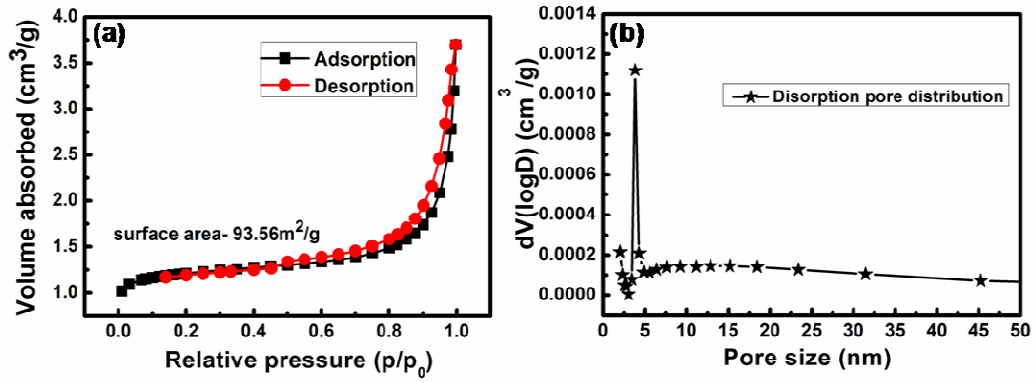 (a)
4.0
3.5
3.0
2.5
2.0
1.5
1.0
Volume absorbed (cm³/g)
Adsorption
Desorption
surface area- 93.56m²/g
0.0 0.2 0.4 0.6 0.8 1.0
Relative pressure (p/p₀)
(b)
0.0014
0.0012
0.0010
0.0008
0.0006
0.0004
0.0002
0.0000
dV(logD) (cm³/g)
Disorption pore distribution
0 5 10 15 20 25 30 35 40 45 50
Pore size (nm)